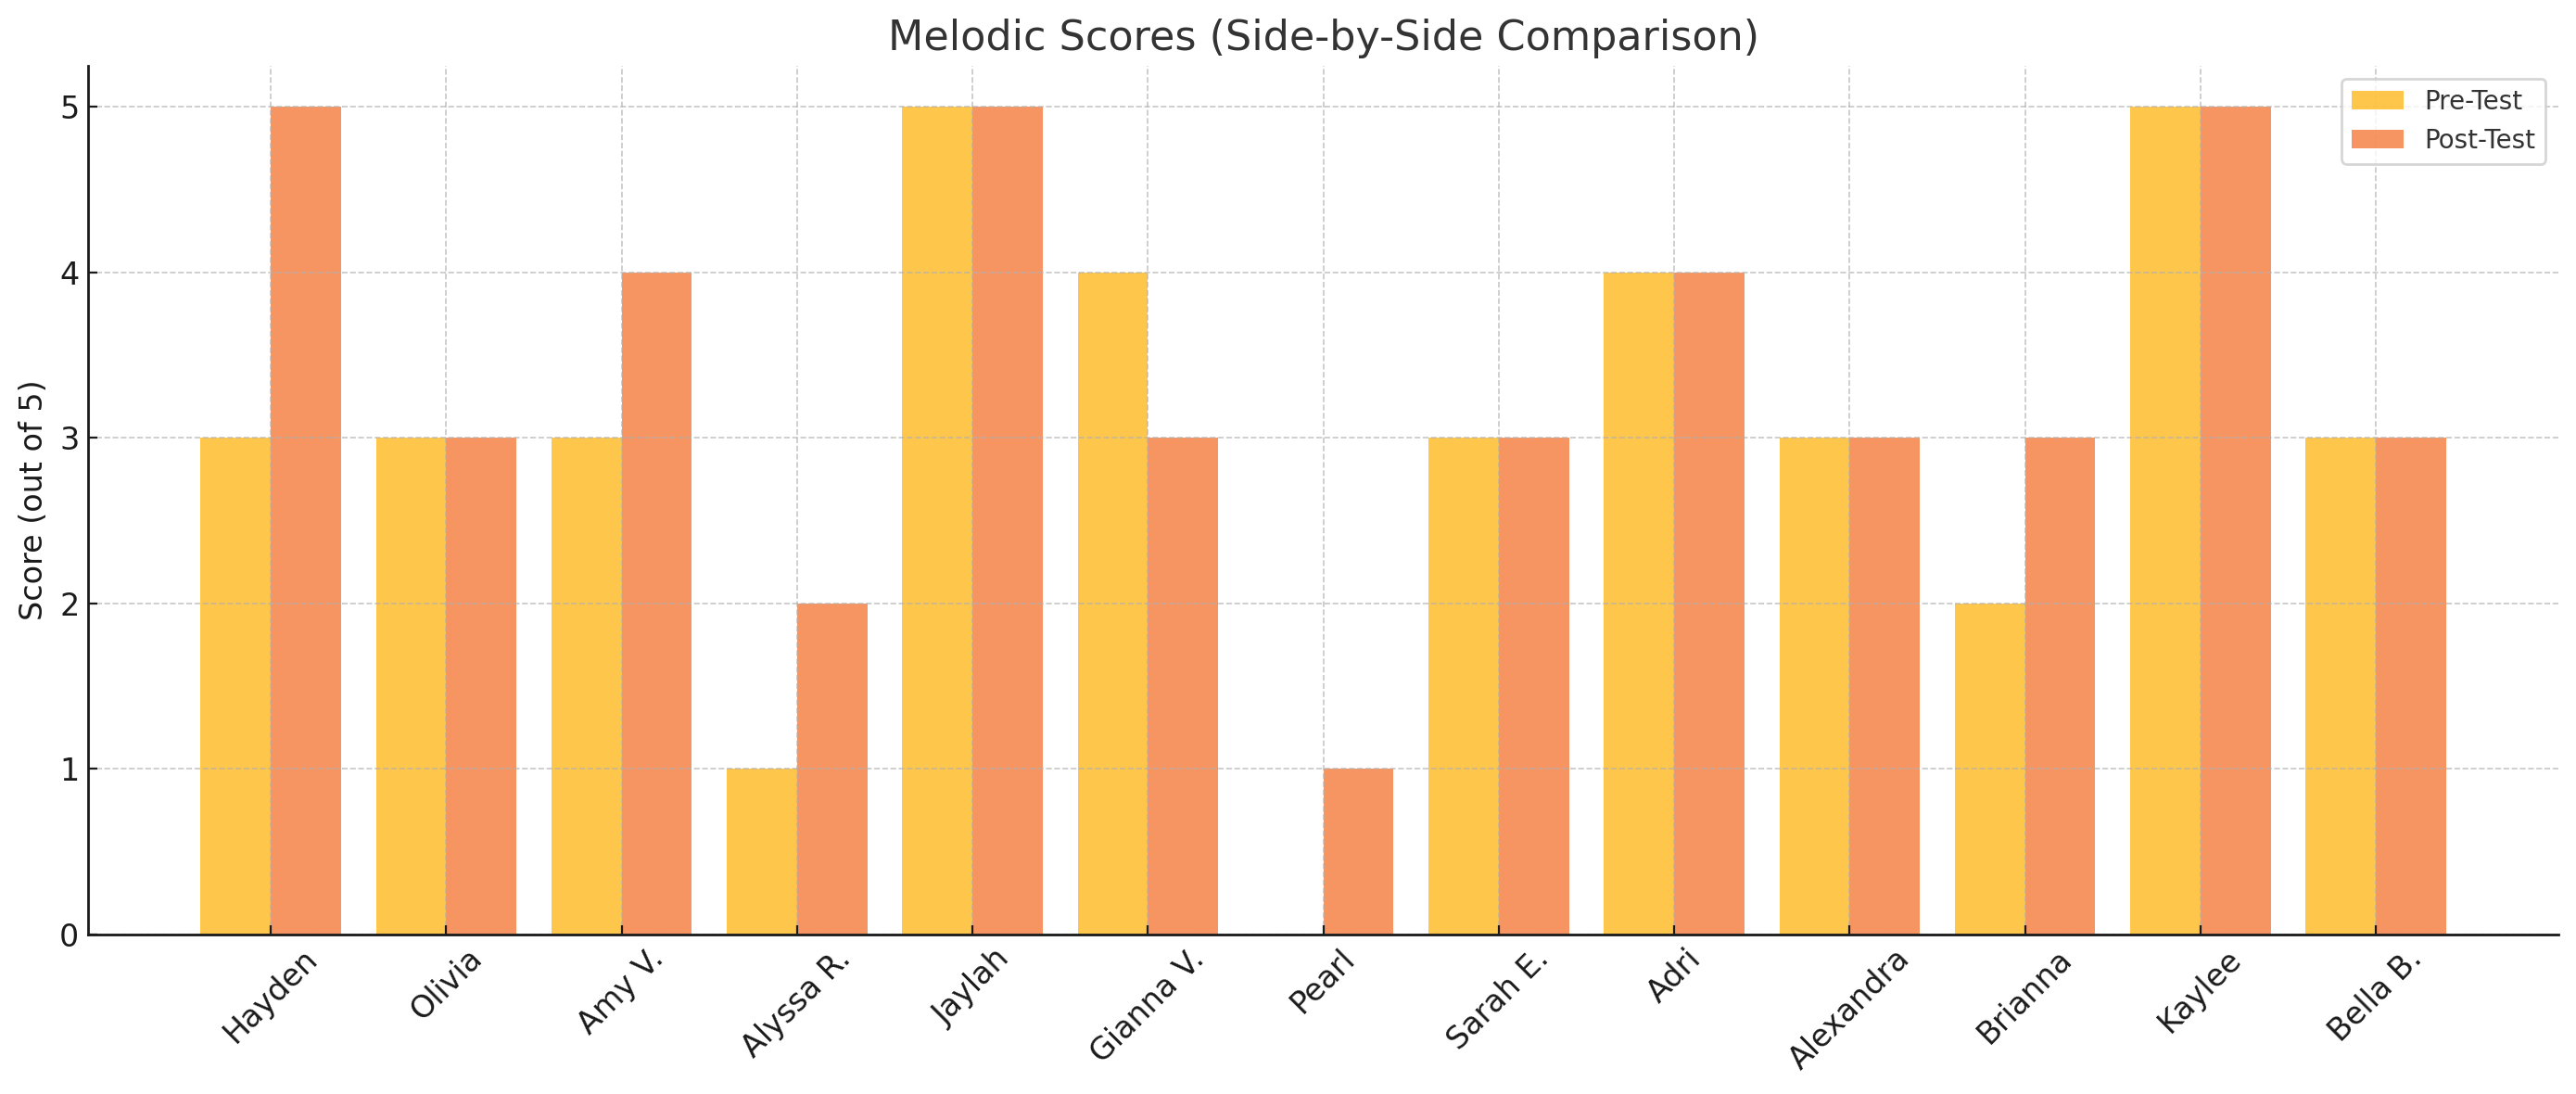 Melodic Scores (Side-by-Side Comparison)
Pre-Test
Post-Test
Score (out of 5)
5
4
3
2
1
0
Hayden
Olivia
Amy V.
Alyssa R.
Jaylah
Gianna V.
Pearl
Sarah E.
Adri
Alexandra
Brianna
Kaylee
Bella B.